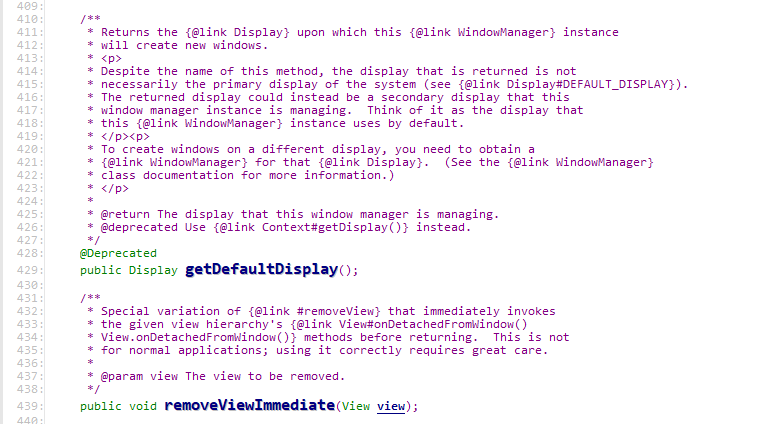 409:
410: /**
411: * Returns the {@link Display} upon which this {@link WindowManager} instance
412: * will create new windows.
413: * <p>
414: * Despite the name of this method, the display that is returned is not
415: * necessarily the primary display of the system (see {@link Display#DEFAULT_DISPLAY}).
416: * The returned display could instead be a secondary display that this
417: * window manager instance is managing.  Think of it as the display that
418: * this {@link WindowManager} instance uses by default.
419: * </p><p>
420: * To create windows on a different display, you need to obtain a
421: * {@link WindowManager} for that {@link Display}.  (See the {@link WindowManager}
422: * class documentation for more information.)
423: * </p>
424: *
425: * @return The display that this window manager is managing.
426: * @deprecated Use {@link Context#getDisplay()} instead.
427: */
428: @Deprecated
429: public Display getDefaultDisplay();
430:
431: /**
432: * Special variation of {@link #removeView} that immediately invokes
433: * the given view hierarchy's {@link View#onDetachedFromWindow()
434: * View.onDetachedFromWindow()} methods before returning.  This is not
435: * for normal applications; using it correctly requires great care.
436: *
437: * @param view The view to be removed.
438: */
439: public void removeViewImmediate(View view);
440: